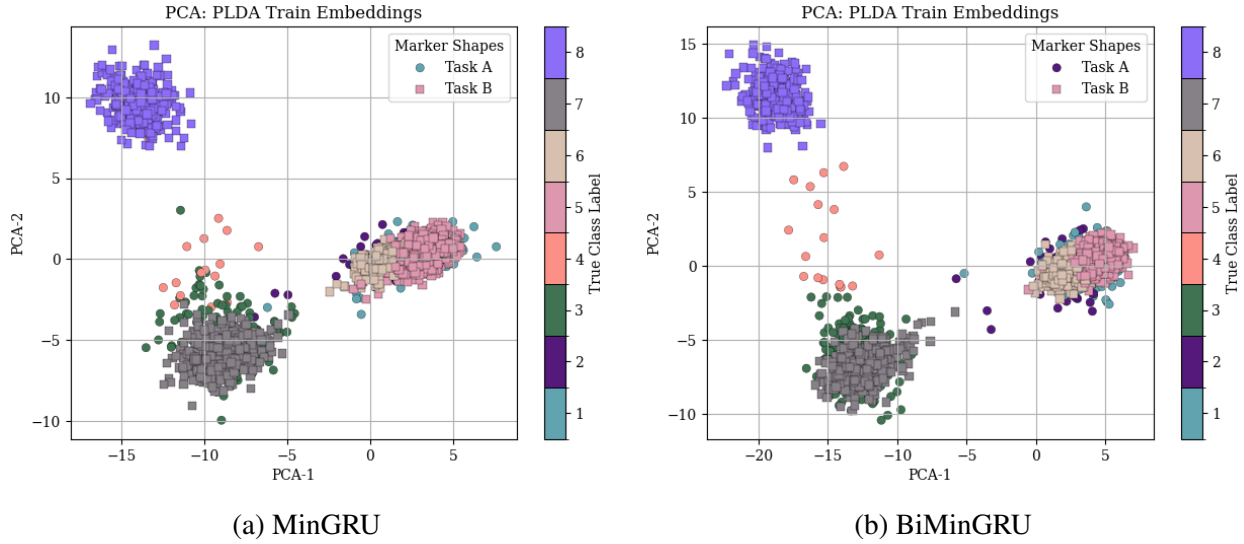 PCA: PLDA Train Embeddings
Marker Shapes
Task A
Task B
PCA-2
10
5
0
−5
−10
−15
−10
−5
0
5
PCA-1
8
7
6
5
4
3
2
1
True Class Label
(a) MinGRU
PCA: PLDA Train Embeddings
Marker Shapes
Task A
Task B
PCA-2
15
10
5
0
−5
−10
−20
−15
−10
−5
0
5
PCA-1
8
7
6
5
4
3
2
1
True Class Label
(b) BiMinGRU